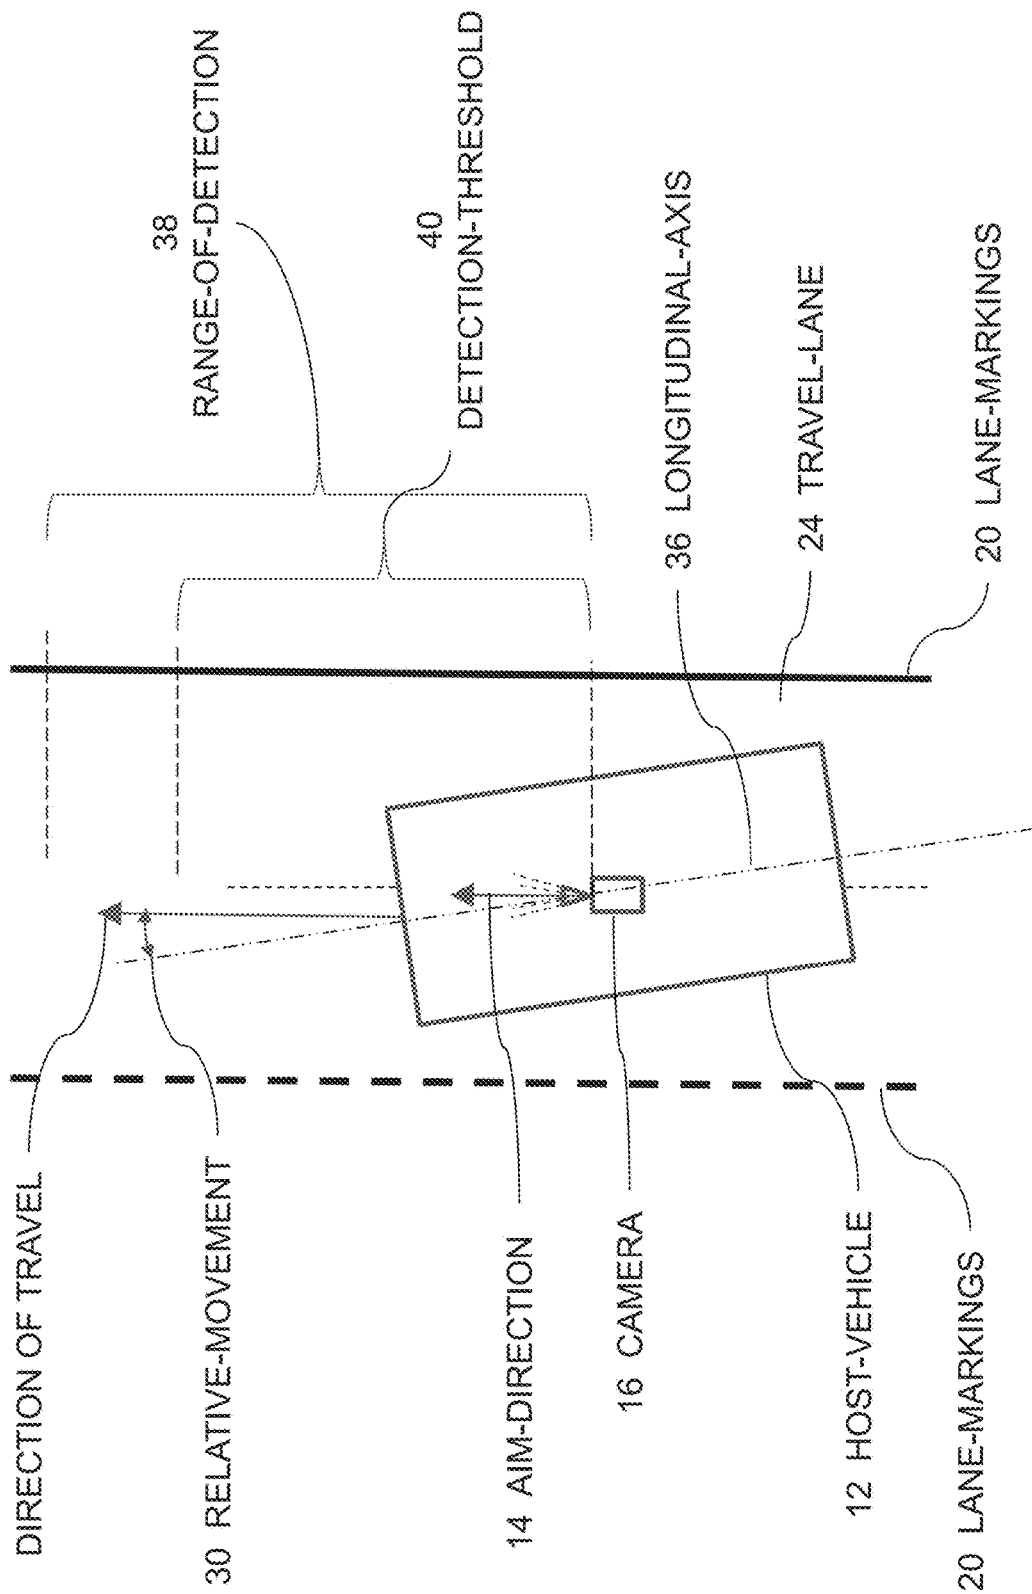 DIRECTION OF TRAVEL
30 RELATIVE-MOVEMENT
14 AIM-DIRECTION
16 CAMERA
12 HOST-VEHICLE
20 LANE-MARKINGS
38
RANGE-OF-DETECTION
40
DETECTION-THRESHOLD
36 LONGITUDINAL-AXIS
24 TRAVEL-LANE
20 LANE-MARKINGS